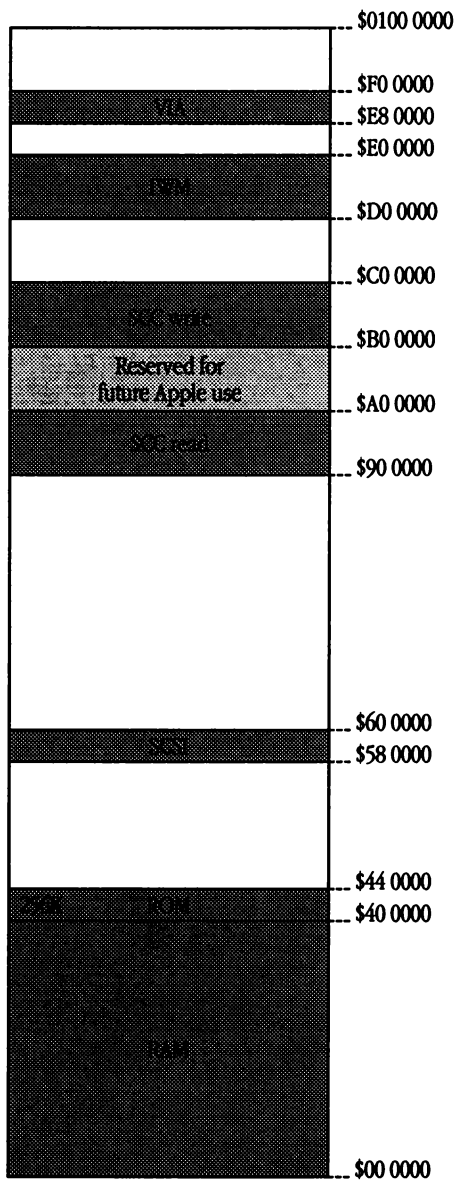 $0100 0000
$F0 0000
VIA
$E8 0000
$E0 0000
IWM
$D0 0000
$C0 0000
SCC write
$B0 0000
Reserved for
future Apple use
$A0 0000
SCC read
$90 0000
$60 0000
SCSI
$58 0000
$44 0000
256K ROM
$40 0000
RAM
$00 0000